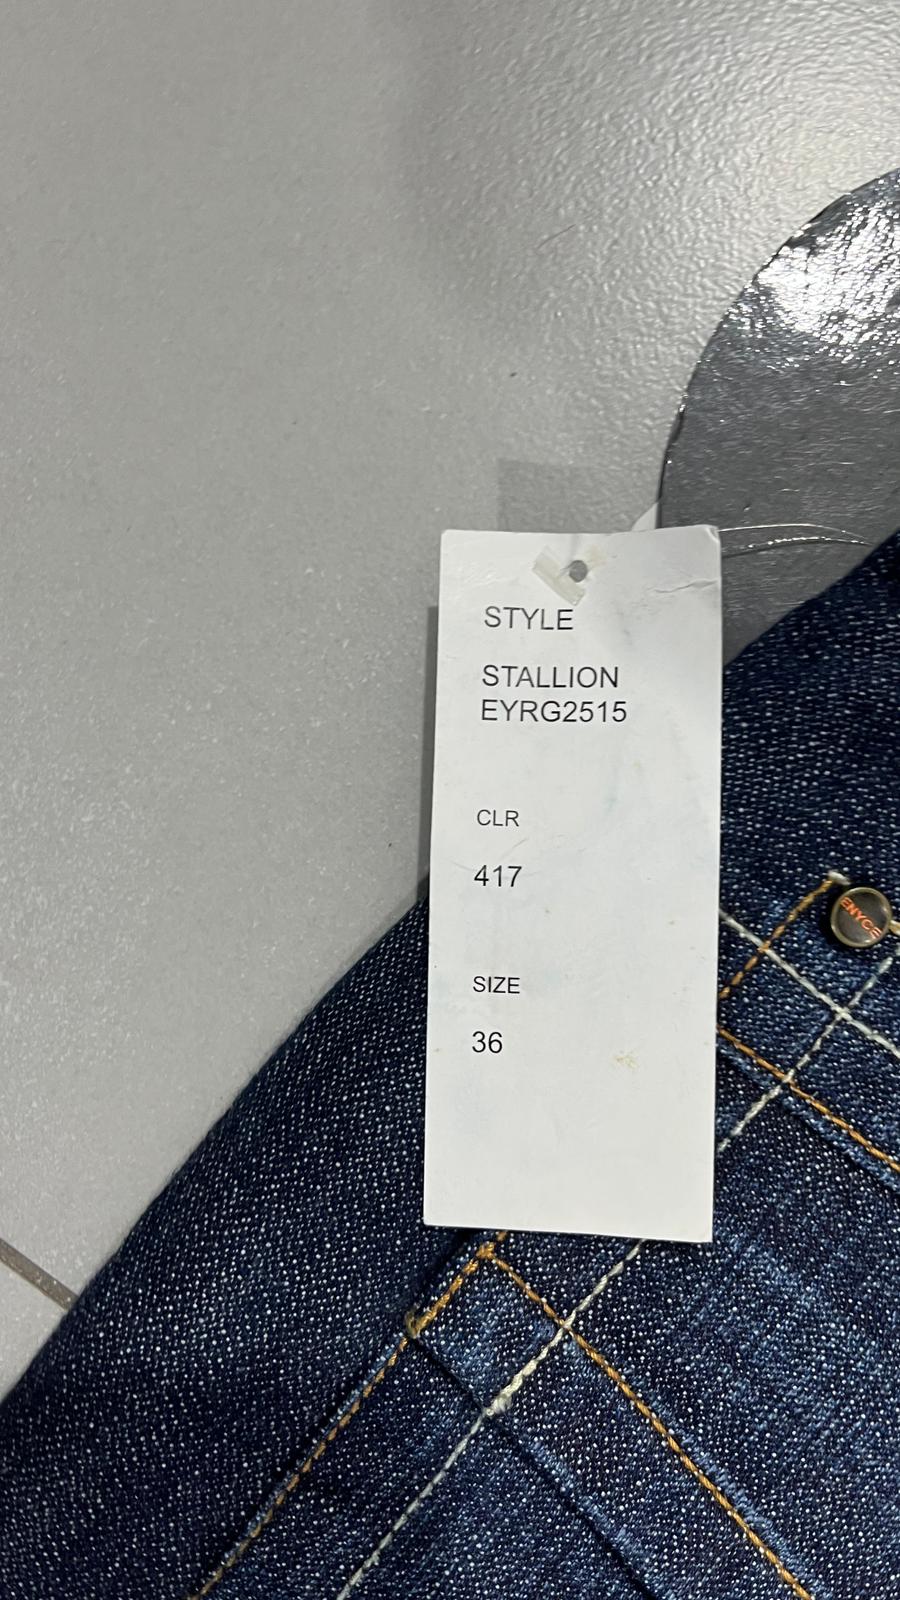 STYLE
STALLION
EYRG2515
CLR
417
SIZE
36
ENYCE